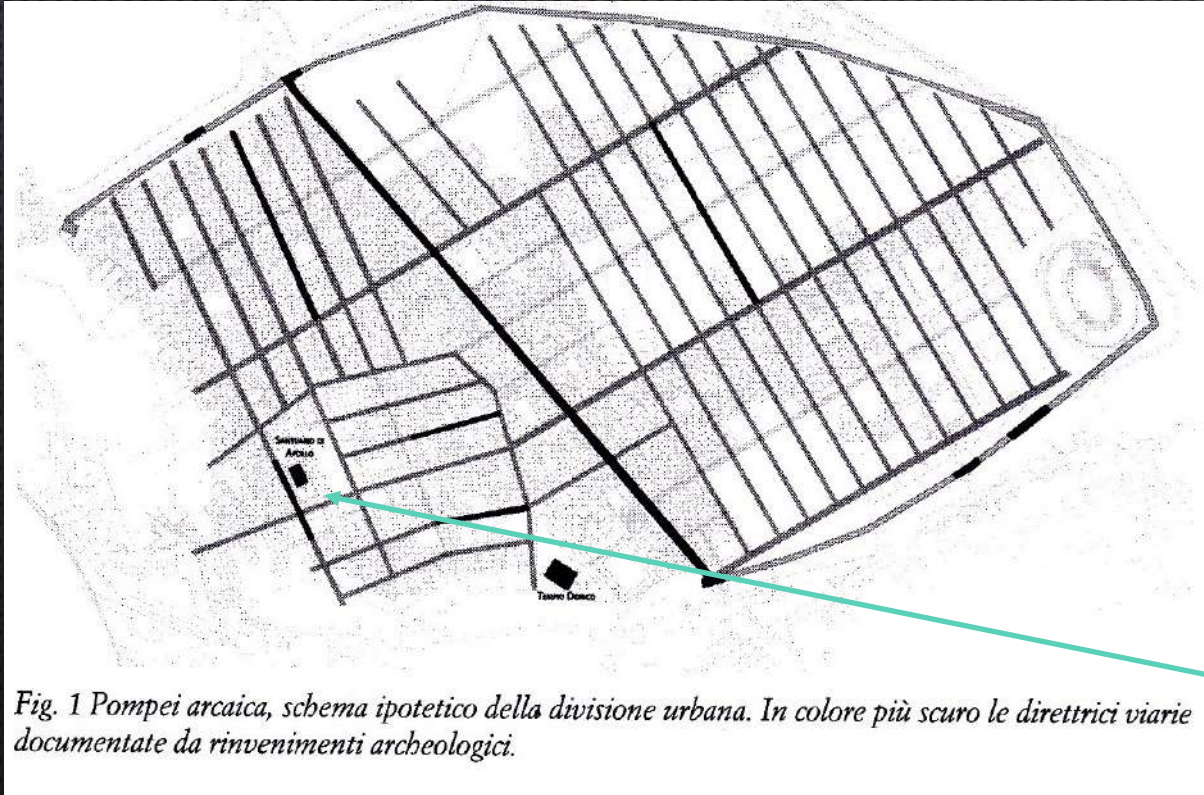 SANTUARIO DI
APOLLO
TEMPIO DORICO
Fig. 1 Pompei arcaica, schema ipotetico della divisione urbana. In colore più scuro le direttrici viarie
documentate da rinvenimenti archeologici.